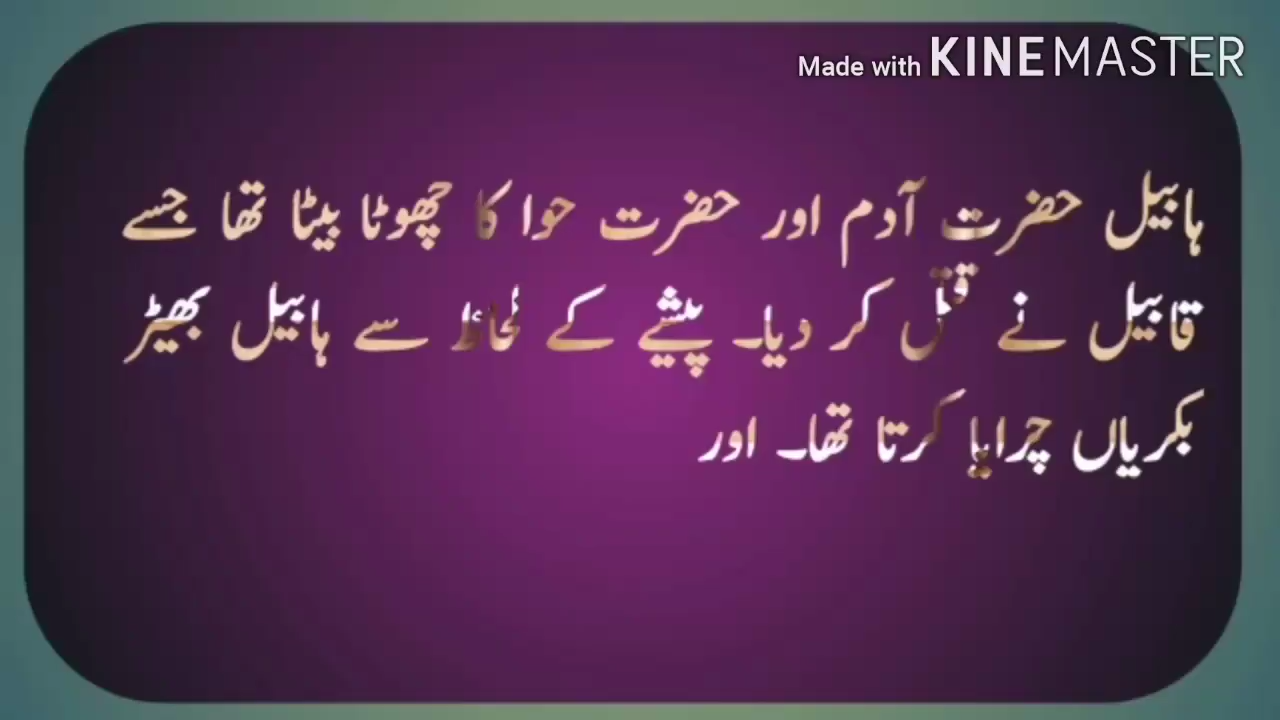 Made with KINEMASTER
ہابیل حضرت آدم اور حضرت حوا کا چھوٹا بیٹا تھا جسے
قابیل نے قتل کر دیا۔ پیشے کے لحاظ سے ہابیل بھیڑ
بکریاں چرایا کرتا تھا۔ اور